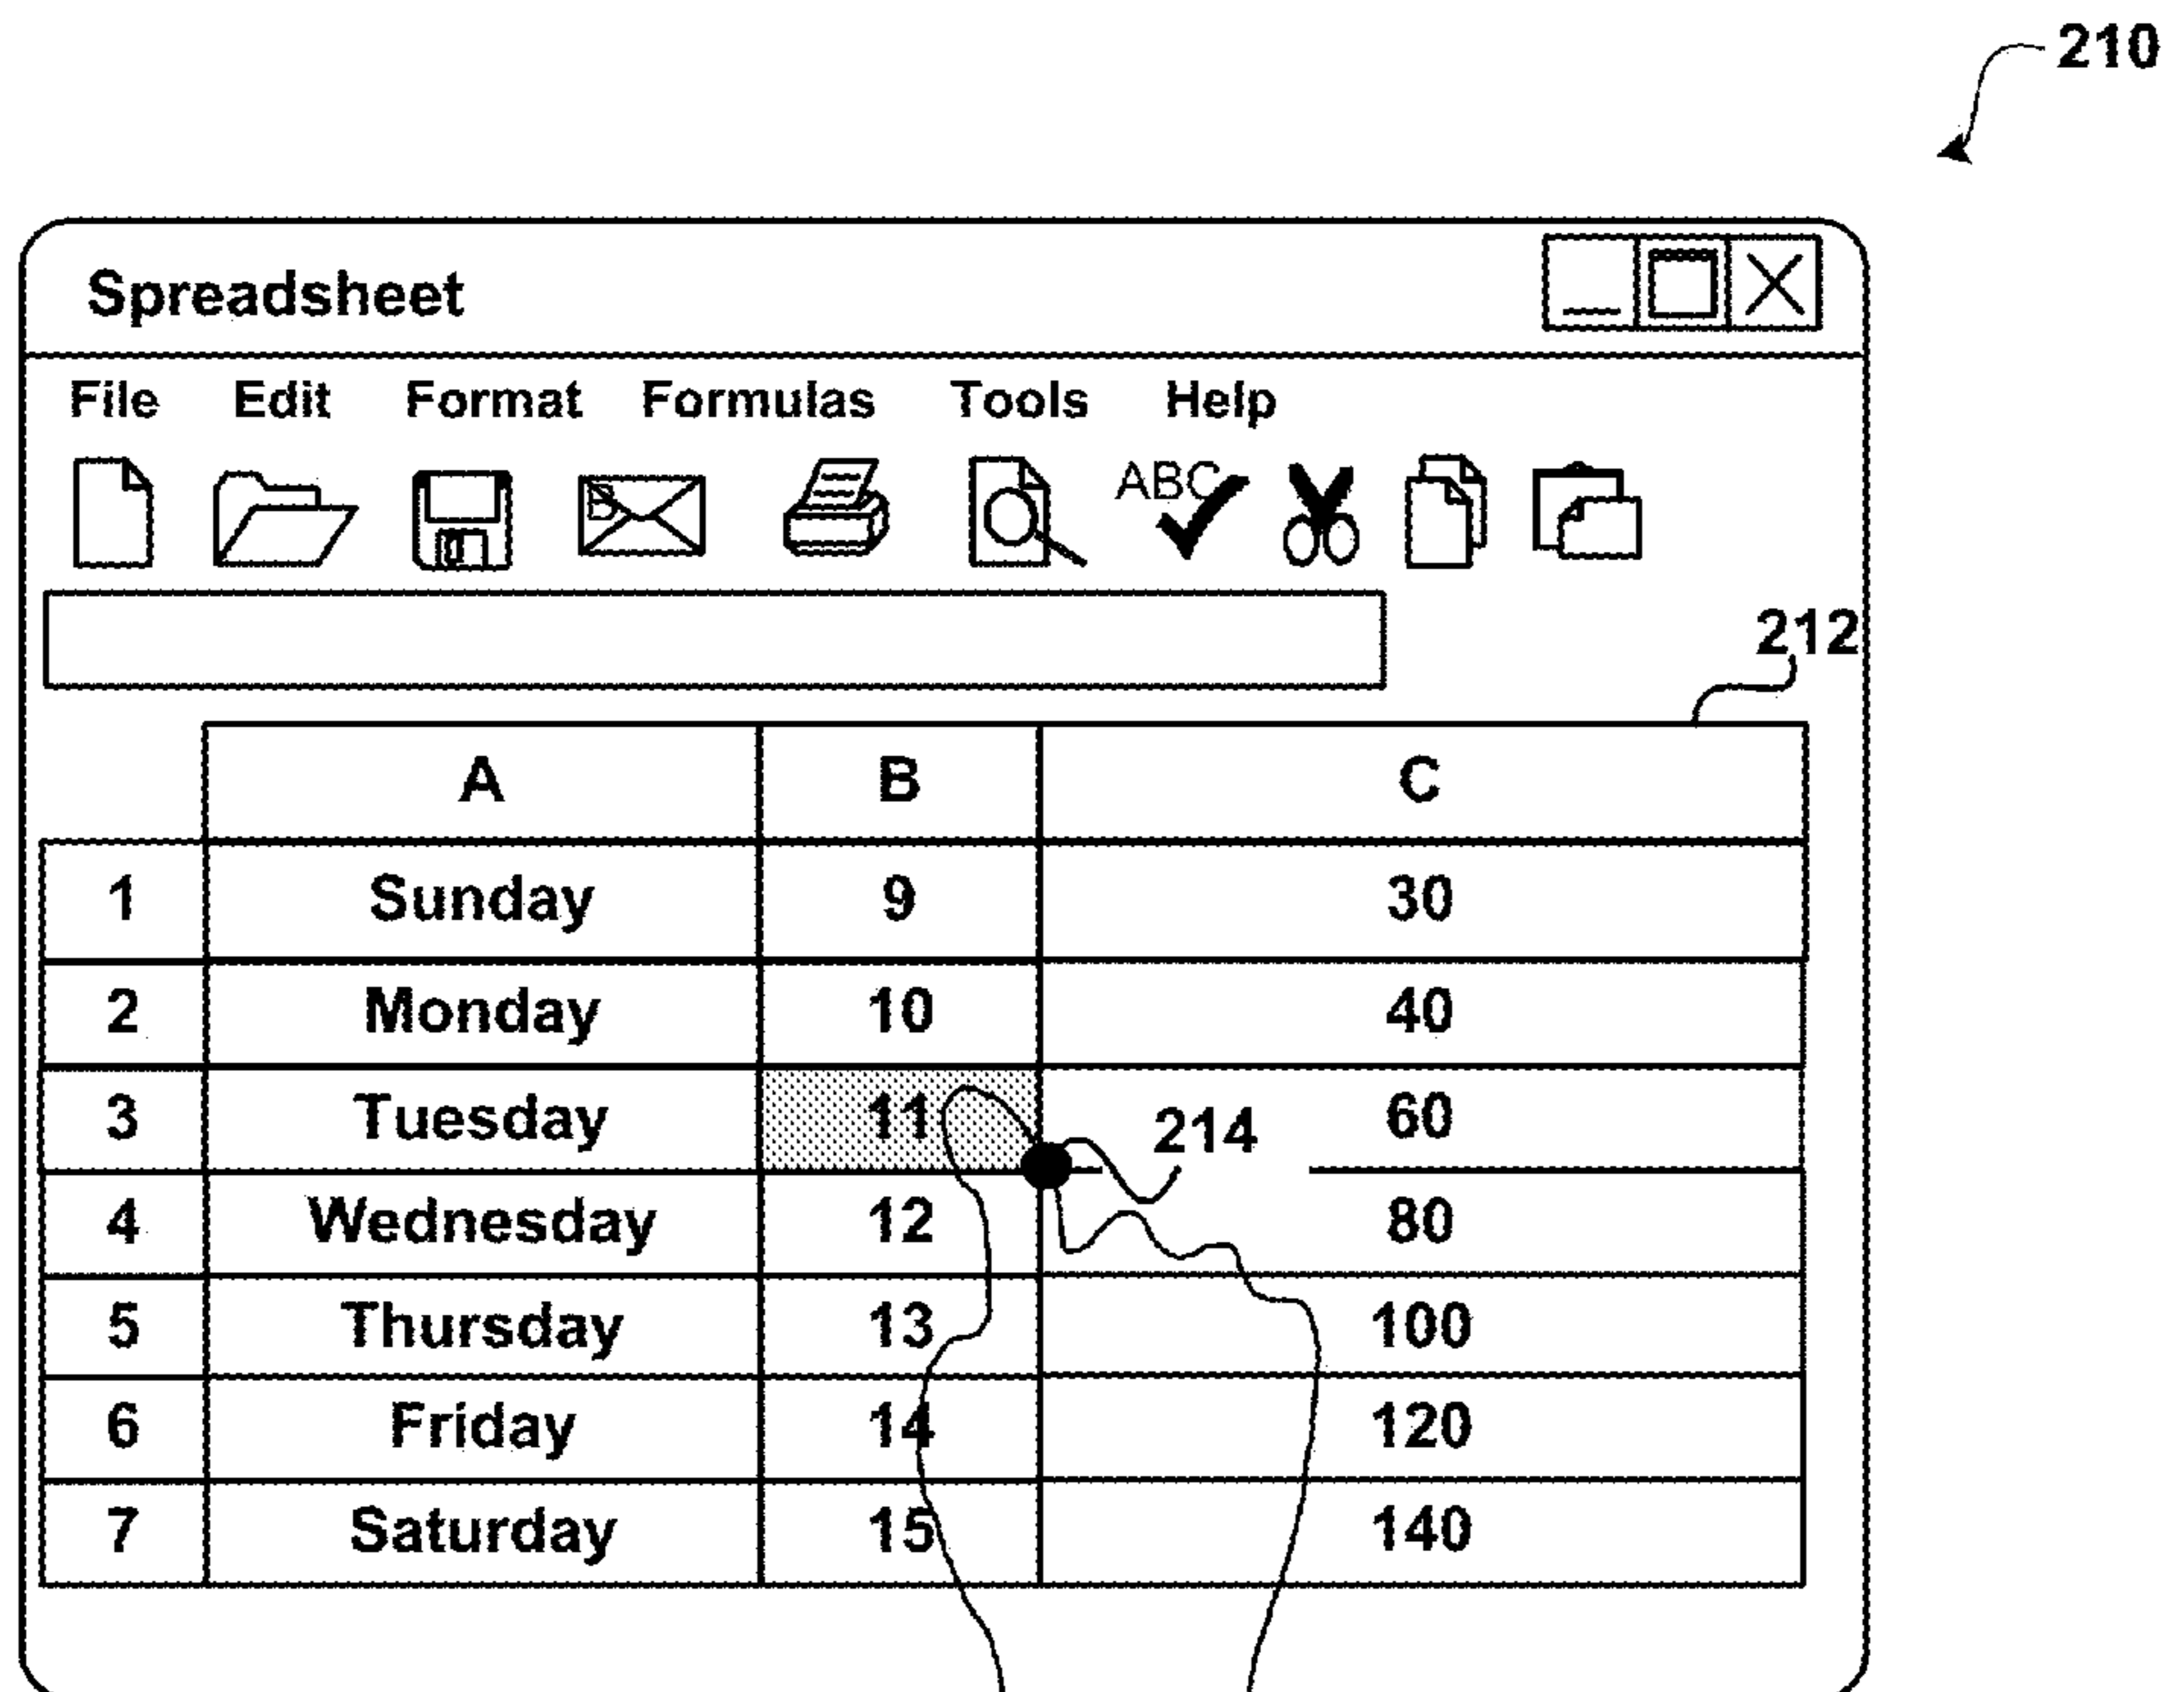 210
Spreadsheet
File Edit Format Formulas Tools Help
B ABC
212
A B C
1 Sunday 9 30
2 Monday 10 40
3 Tuesday 11 214 60
4 Wednesday 12 80
5 Thursday 13 100
6 Friday 14 120
7 Saturday 15 140